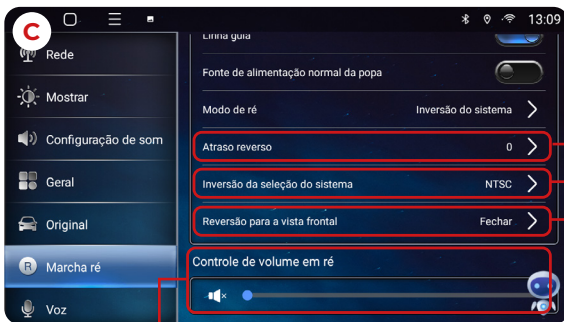 C
13:09
Rede
Mostrar
Configuração de som
Geral
Original
R Marcha ré
Voz
Linha guia
Fonte de alimentação normal da popa
Modo de ré Inversão do sistema
Atraso reverso 0
Inversão da seleção do sistema NTSC
Reversão para a vista frontal Fechar
Controle de volume em ré